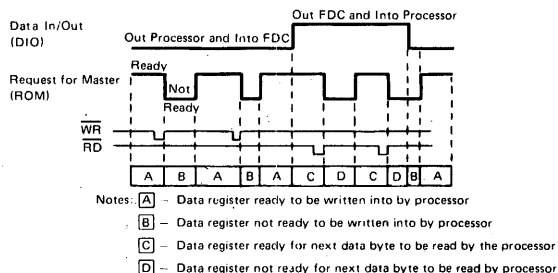 Out FDC and Into Processor
Data In/Out
(DIO)
Out Processor and Into FDC
Ready
Request for Master
(ROM)
Not
Ready
WR
RD
A B A B A C D C D B A
Notes: A – Data register ready to be written into by processor
B – Data register not ready to be written into by processor
C – Data register ready for next data byte to be read by the processor
D – Data register not ready for next data byte to be read by processor